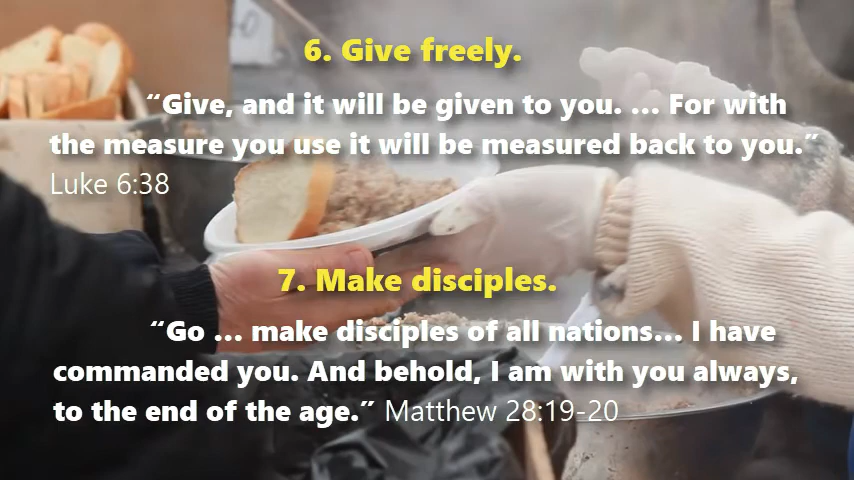 6. Give freely.
“Give, and it will be given to you. ... For with
the measure you use it will be measured back to you.”
Luke 6:38
7. Make disciples.
“Go ... make disciples of all nations... I have
commanded you. And behold, I am with you always,
to the end of the age.” Matthew 28:19-20